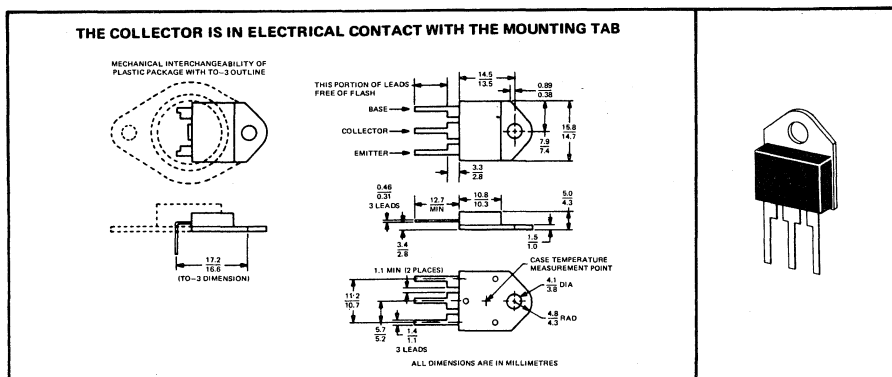 THE COLLECTOR IS IN ELECTRICAL CONTACT WITH THE MOUNTING TAB
MECHANICAL INTERCHANGEABILITY OF
PLASTIC PACKAGE WITH TO-3 OUTLINE
THIS PORTION OF LEADS
FREE OF FLASH
14.5
13.5
0.89
0.38
BASE
COLLECTOR
EMITTER
15.8
14.7
7.9
7.4
3.3
2.8
0.46
0.31
3 LEADS
12.7
MIN
10.8
10.3
5.0
4.3
3.4
2.8
1.5
1.0
17.2
16.6
(TO-3 DIMENSION)
1.1 MIN (2 PLACES)
CASE TEMPERATURE
MEASUREMENT POINT
4.1
3.8 DIA
11.2
10.7
5.7
5.2
1.4
1.1
3 LEADS
4.8
4.3 RAD
ALL DIMENSIONS ARE IN MILLIMETRES